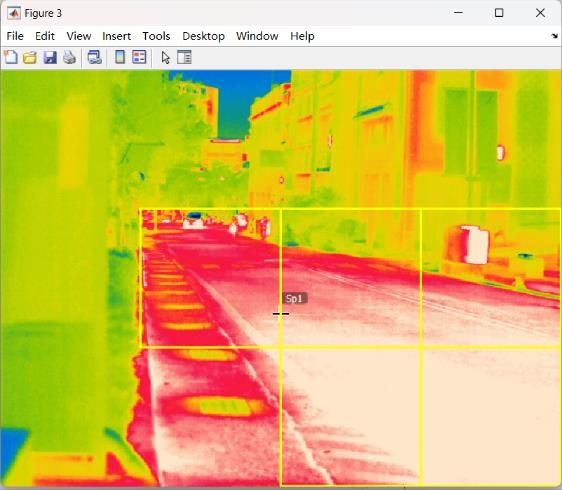 Figure 3
File Edit View Insert Tools Desktop Window Help
Sp1